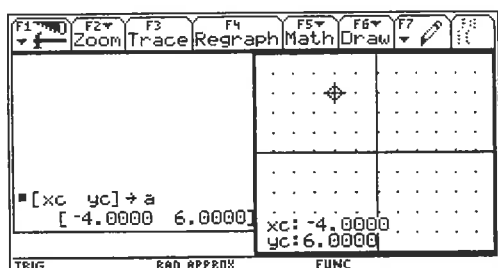 F1 F2 F3 F4 F5 F6 F7 F8
Zoom Trace Regraph Math Draw
▪[xc yc]→a
[-4.0000 6.0000]
xc:-4.0000
yc:6.0000
TRIG RAD APPROX FUNC